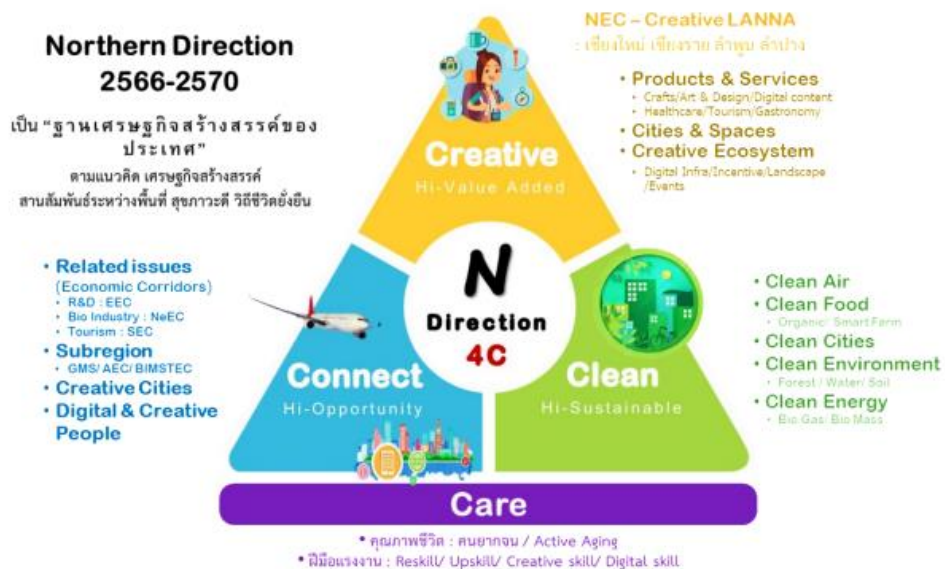 Northern Direction
2566-2570
เป็น "ฐานเศรษฐกิจสร้างสรรค์ของ
ประเทศ"
ตามแนวคิด เศรษฐกิจสร้างสรรค์
สานสัมพันธ์ระหว่างพื้นที่ สุขภาวะดี วิถีชีวิตยั่งยืน
NEC – Creative LANNA
: เชียงใหม่ เชียงราย ลำพูน ลำปาง
• Products & Services
• Crafts/Art & Design/Digital content
• Healthcare/Tourism/Gastronomy
• Cities & Spaces
• Creative Ecosystem
• Digital Infra/Incentive/Landscape
/Events
Creative
Hi-Value Added
N
Direction
4C
• Related issues
(Economic Corridors)
• R&D : EEC
• Bio Industry : NeEC
• Tourism : SEC
• Subregion
• GMS/ AEC/ BIMSTEC
• Creative Cities
• Digital & Creative
People
Connect
Hi-Opportunity
Clean
Hi-Sustainable
• Clean Air
• Clean Food
• Organic/ Smart Farm
• Clean Cities
• Clean Environment
• Forest / Water/ Soil
• Clean Energy
• Bio Gas/ Bio Mass
Care
• คุณภาพชีวิต : คนยากจน / Active Aging
• ฝีมือแรงงาน : Reskill/ Upskill/ Creative skill/ Digital skill